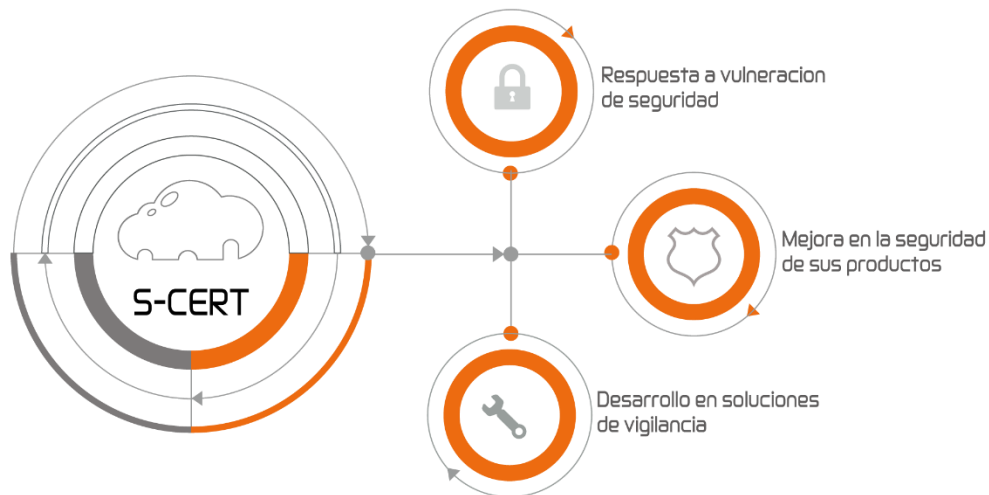 Respuesta a vulneracion
de seguridad
S-CERT
Mejora en la seguridad
de sus productos
Desarrollo en soluciones
de vigilancia